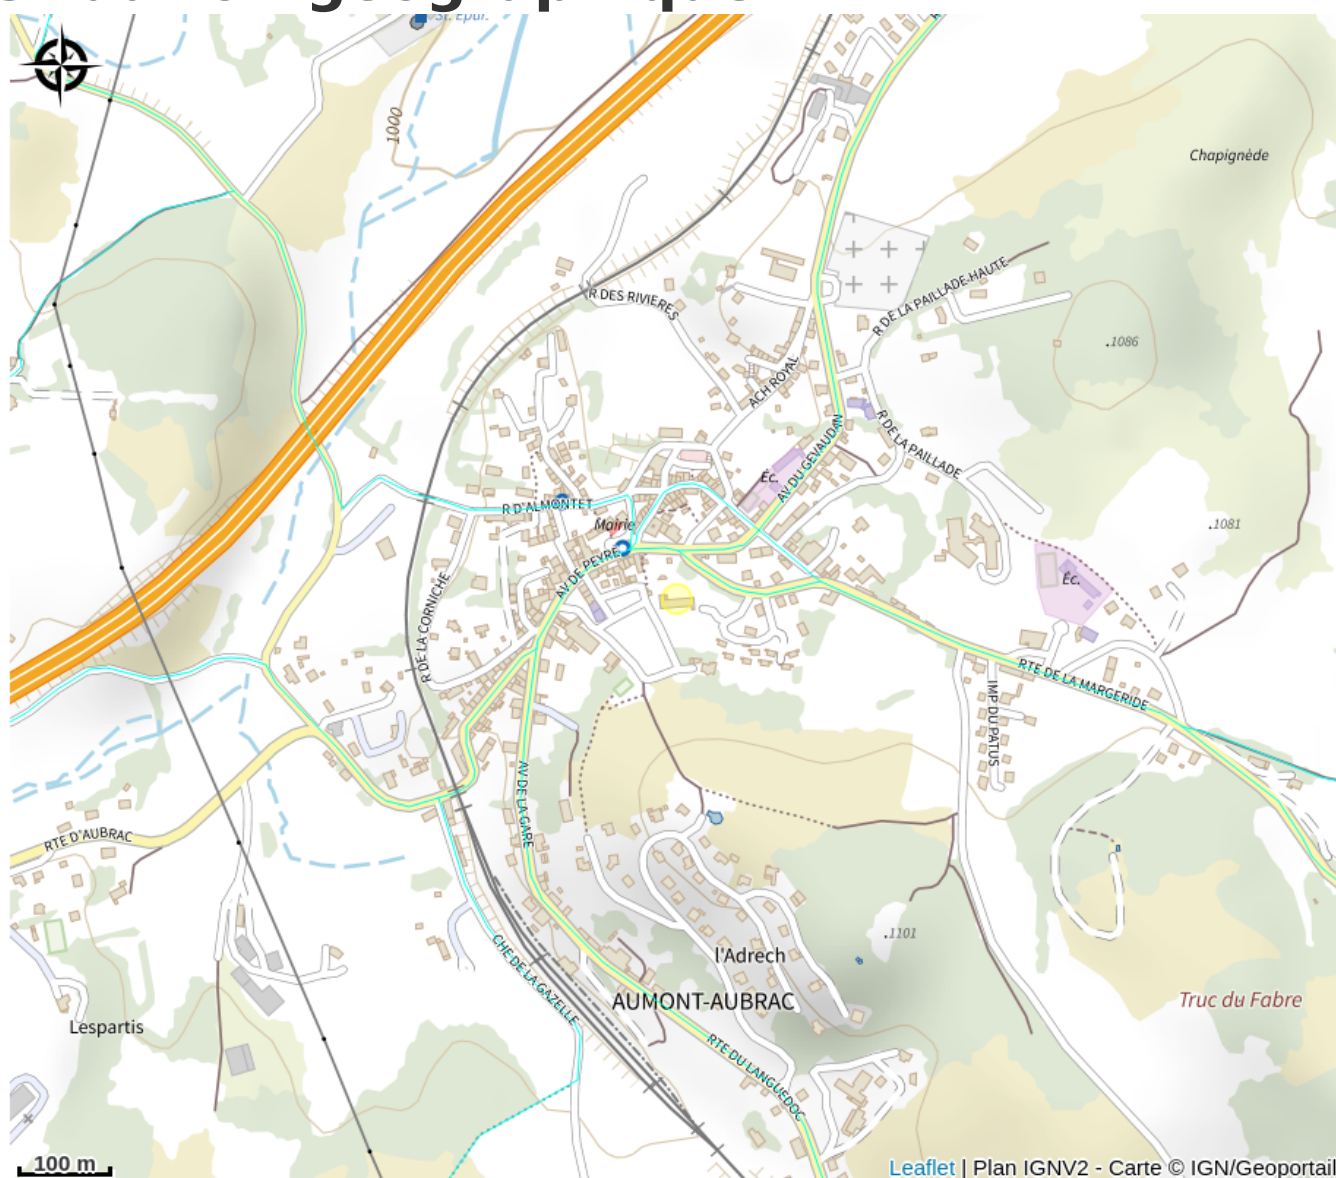 St. Epur.
1000
Chapignède
R DES RIVIERES
R DE LA PAILLADE-HAUTE
.1086
ACH ROYAL
AV DU GEVAUDAN
R DE LA PAILLADE
Éc.
R D'ALMONTET
Mairie
.1081
AV DE PEYRE
Éc.
R DE LA CORNICHE
RTE DE LA MARGERIDE
IMP DU PATUS
AV DE LA GARE
RTE D'AUBRAC
.1101
CHE DE LA GAZELLE
l'Adrech
AUMONT-AUBRAC
Truc du Fabre
Lespartis
RTE DU LANGUEDOC
100 m
Leaflet | Plan IGNV2 - Carte © IGN/Geoportail